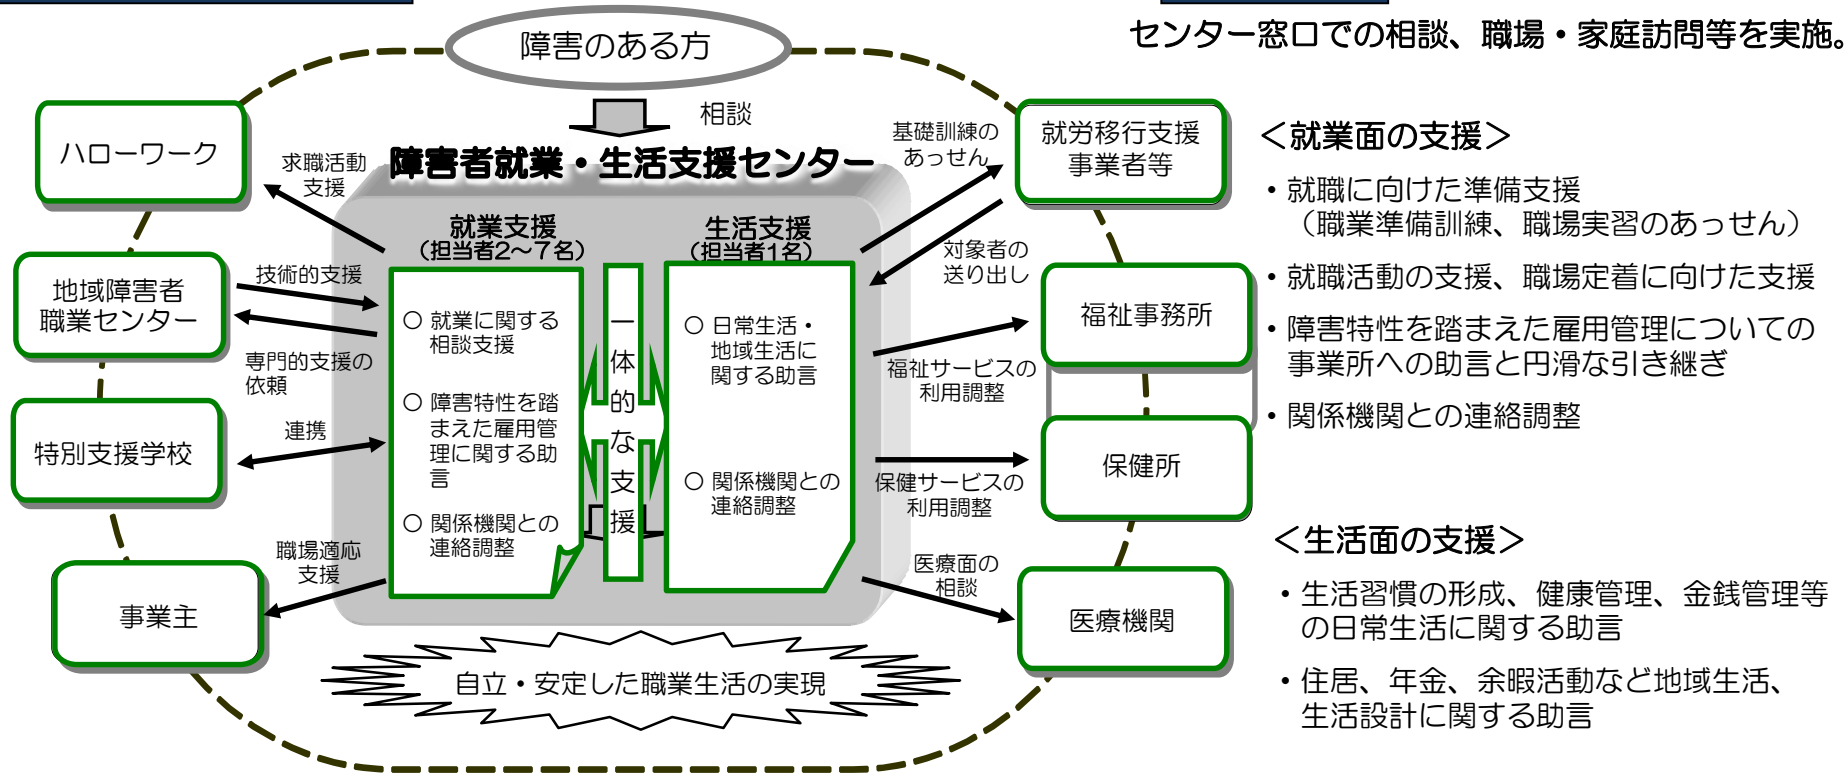 障害のある方
センター窓口での相談、職場・家庭訪問等を実施。
相談
ハローワーク
求職活動
支援
障害者就業・生活支援センター
基礎訓練の
あっせん
就労移行支援
事業者等
就業支援
(担当者2～7名)
生活支援
(担当者1名)
対象者の
送り出し
地域障害者
職業センター
技術的支援
専門的支援の
依頼
特別支援学校
連携
職場適応
支援
事業主
○ 就業に関する
相談支援
○ 障害特性を踏
まえた雇用管
理に関する助
言
○ 関係機関との
連絡調整
一
体
的
な
支
援
○ 日常生活・
地域生活に
関する助言
○ 関係機関との
連絡調整
福祉事務所
福祉サービスの
利用調整
保健所
保健サービスの
利用調整
医療面の
相談
医療機関
自立・安定した職業生活の実現
＜就業面の支援＞
・就職に向けた準備支援
（職業準備訓練、職場実習のあっせん）
・就職活動の支援、職場定着に向けた支援
・障害特性を踏まえた雇用管理についての
事業所への助言と円滑な引き継ぎ
・関係機関との連絡調整
＜生活面の支援＞
・生活習慣の形成、健康管理、金銭管理等
の日常生活に関する助言
・住居、年金、余暇活動など地域生活、
生活設計に関する助言